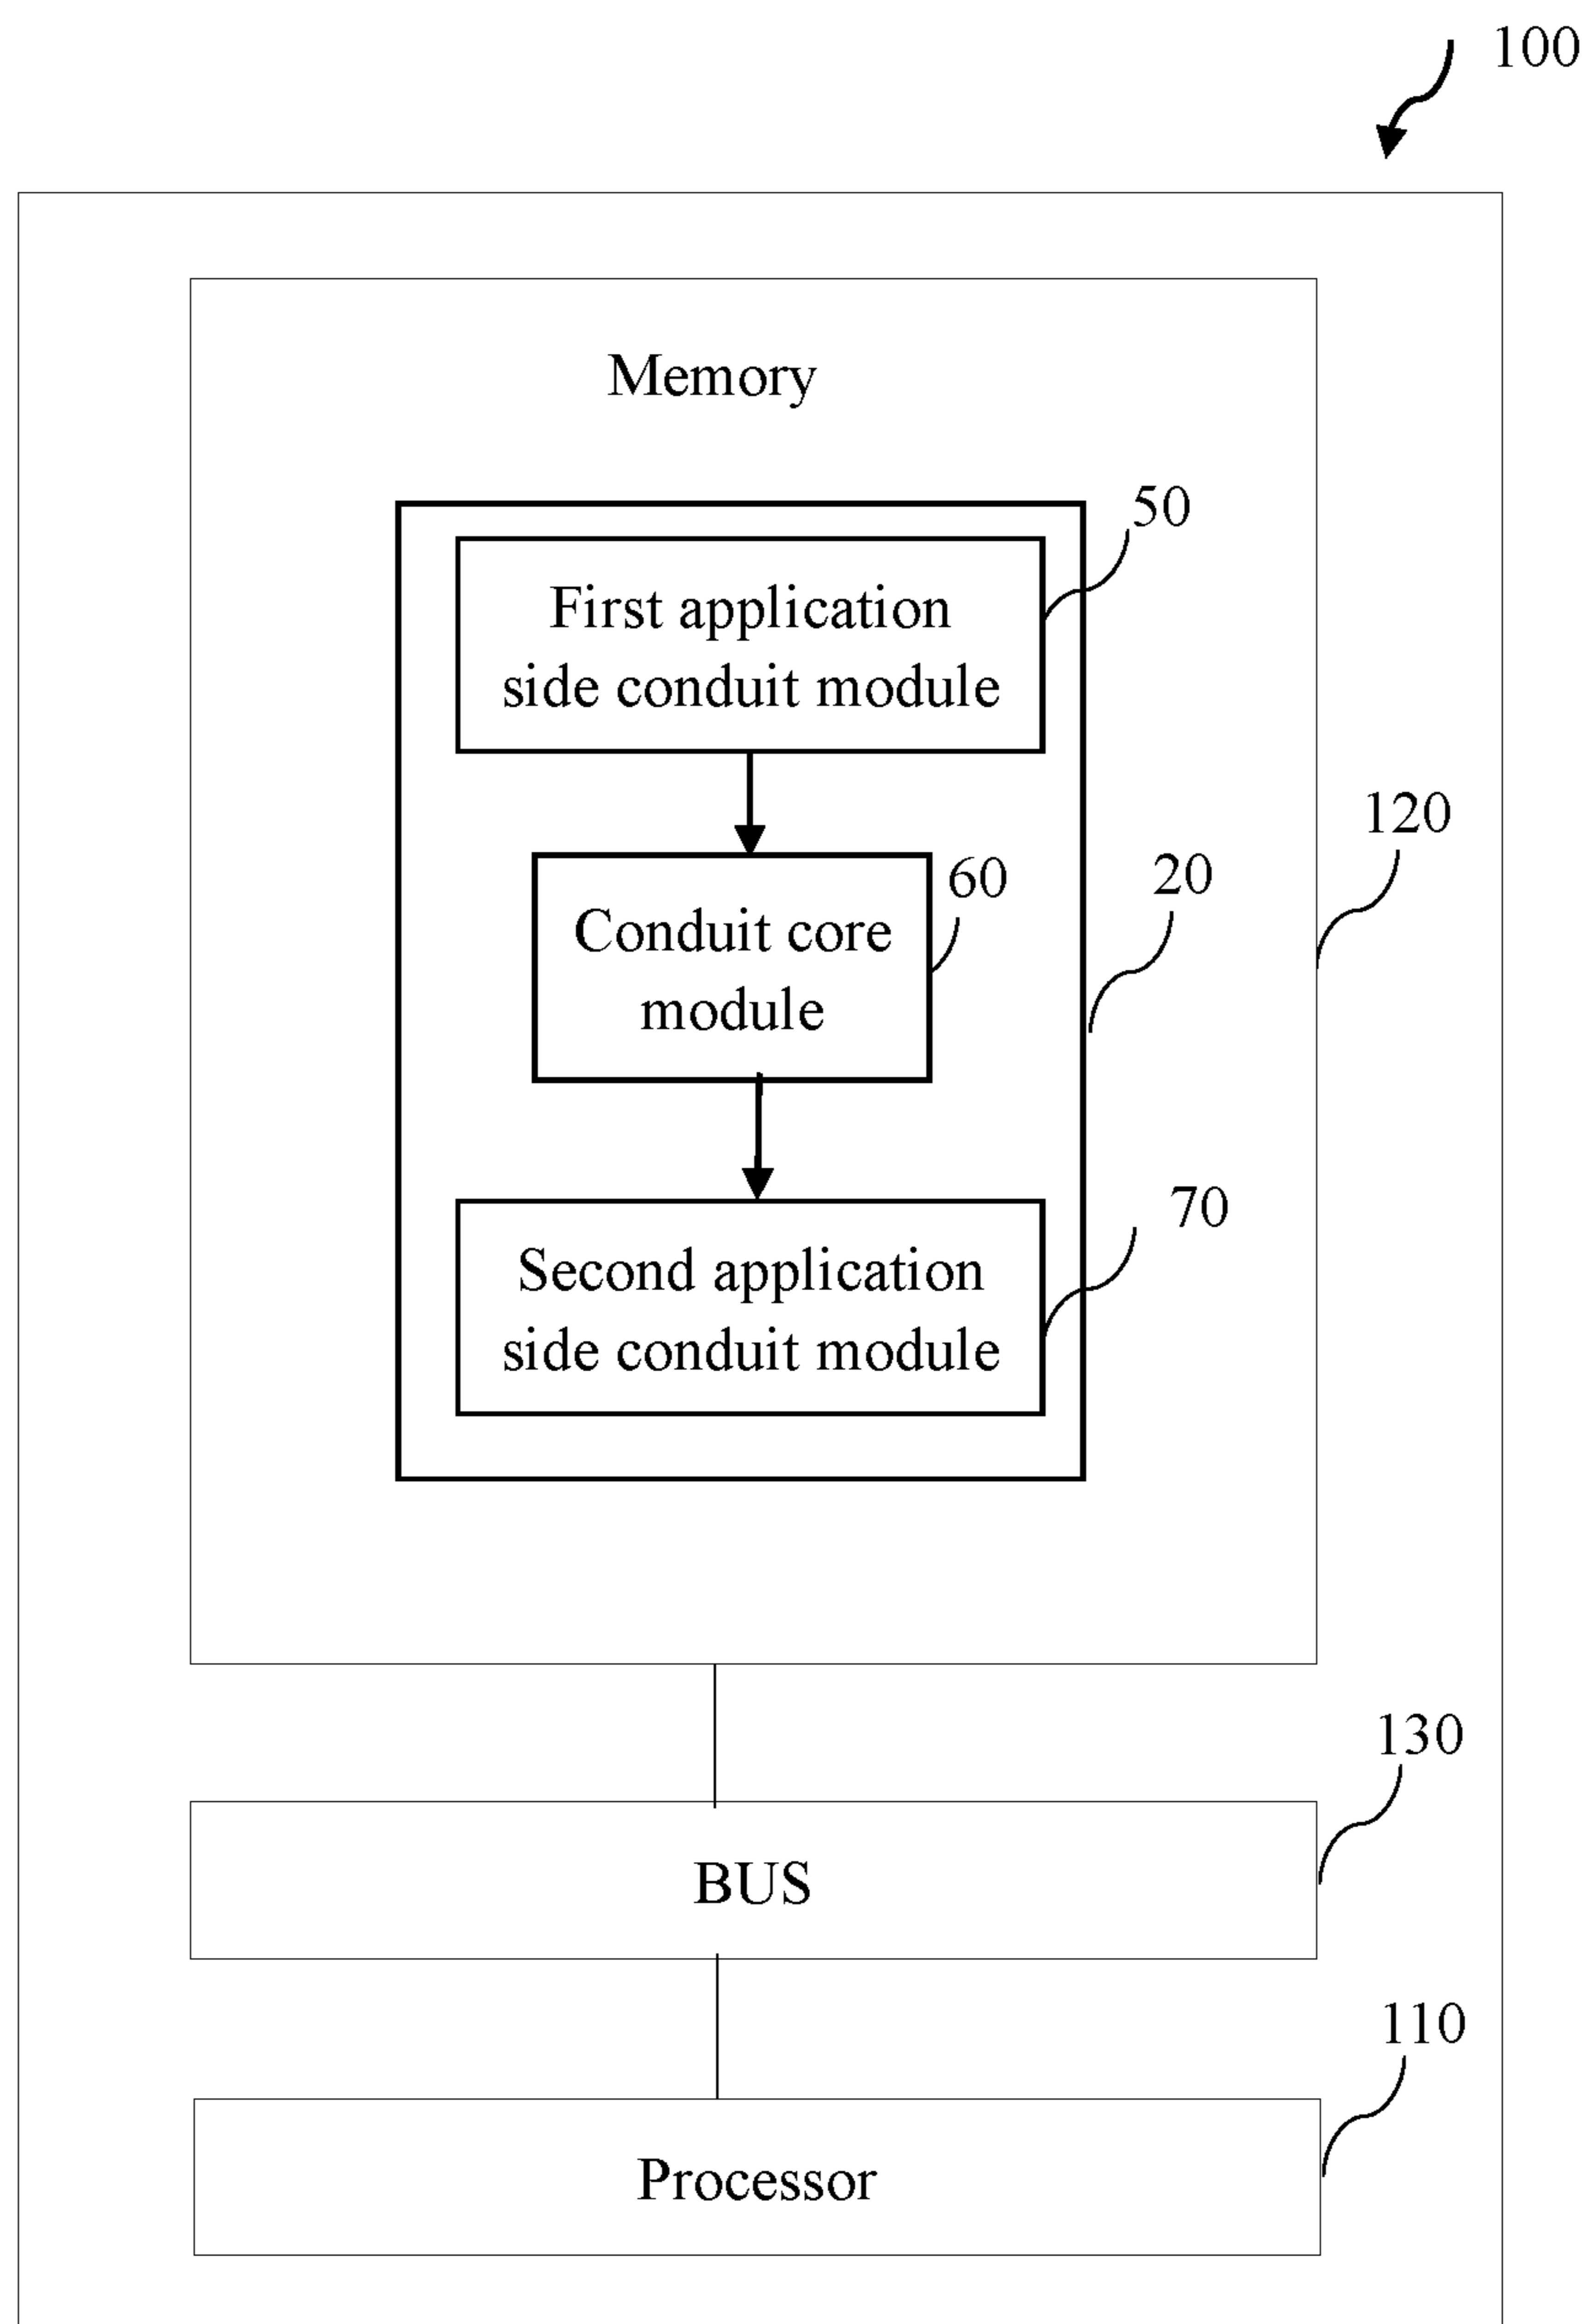 100
Memory
50
First application
side conduit module
120
60
20
Conduit core
module
70
Second application
side conduit module
130
BUS
110
Processor